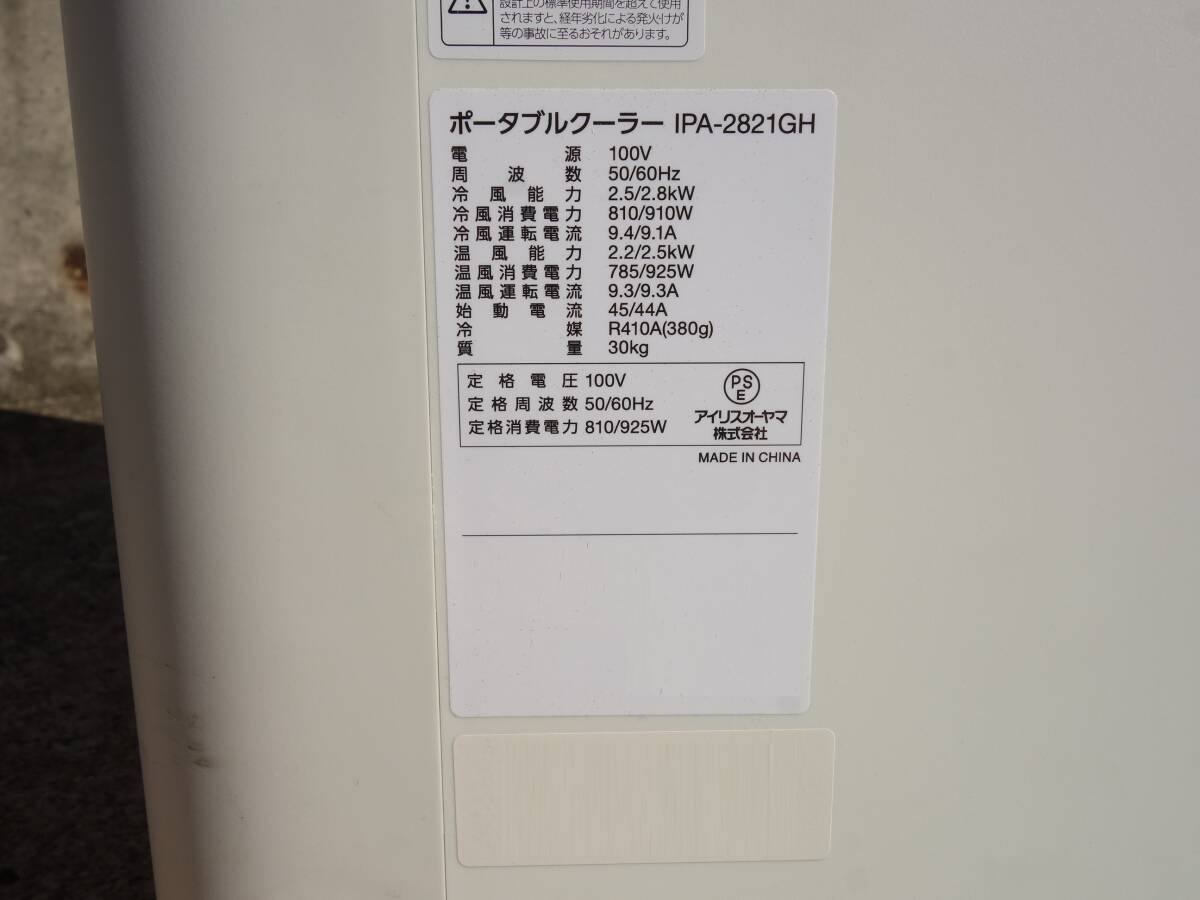 設計上の標準使用期間を超えて使用
されますと、経年劣化による発火・けが
等の事故に至るおそれがあります。
ポータブルクーラー IPA-2821GH
電源 100V
周波数 50/60Hz
冷風能力 2.5/2.8kW
冷風消費電力 810/910W
冷風運転電流 9.4/9.1A
温風能力 2.2/2.5kW
温風消費電力 785/925W
温風運転電流 9.3/9.3A
始動電流 45/44A
冷媒 R410A(380g)
質量 30kg
定格電圧 100V
定格周波数 50/60Hz
定格消費電力 810/925W
PS
E
アイリスオーヤマ
株式会社
MADE IN CHINA